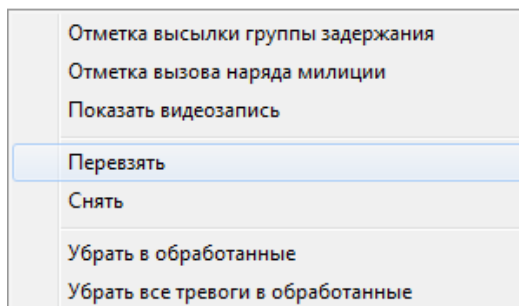 Отметка высылки группы задержания
Отметка вызова наряда милиции
Показать видеозапись
Перевзять
Снять
Убрать в обработанные
Убрать все тревоги в обработанные